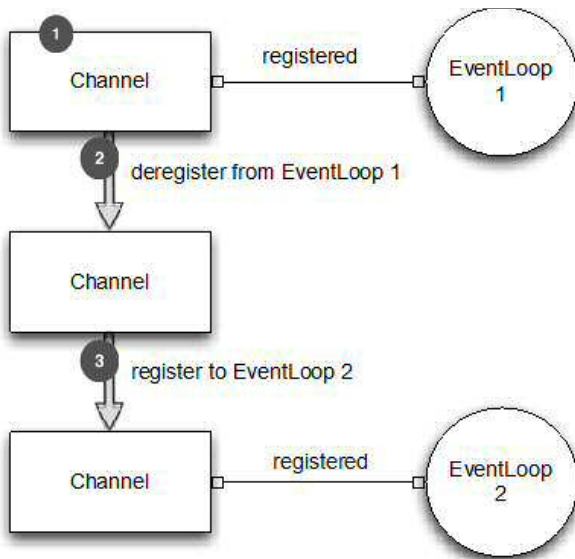 1
Channel
registered
EventLoop
1
2
deregister from EventLoop 1
Channel
3
register to EventLoop 2
Channel
registered
EventLoop
2